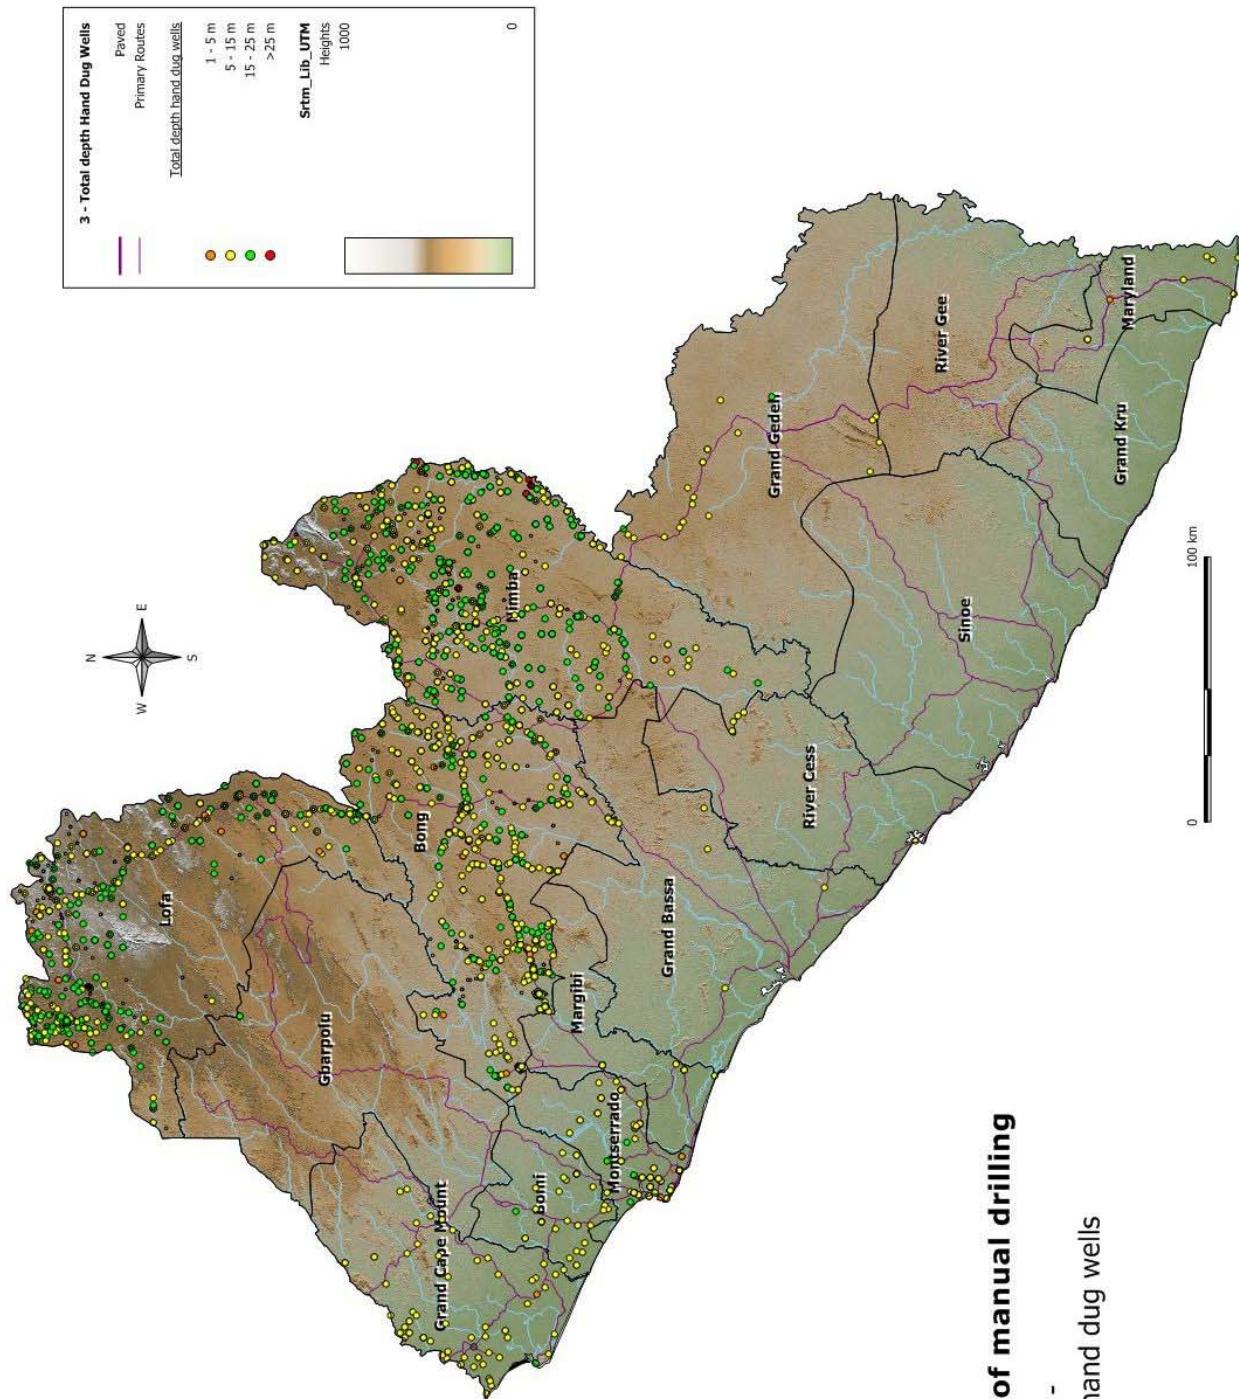 3 - Total depth Hand Dug Wells
Paved
Primary Routes
Total depth hand dug wells
1 - 5 m
5 - 15 m
15 - 25 m
>25 m
Srtm_Lib_UTM
Heights
1000
0
N
W E
S
Lofa
Gbarpolu
Bong
Nimba
Grand Cape Mount
Bomi
Montserrado
Margibi
Grand Bassa
River Cess
Grand Gedeh
Sinoe
River Gee
Grand Kru
Maryland
0 100 km
of manual drilling
-
hand dug wells